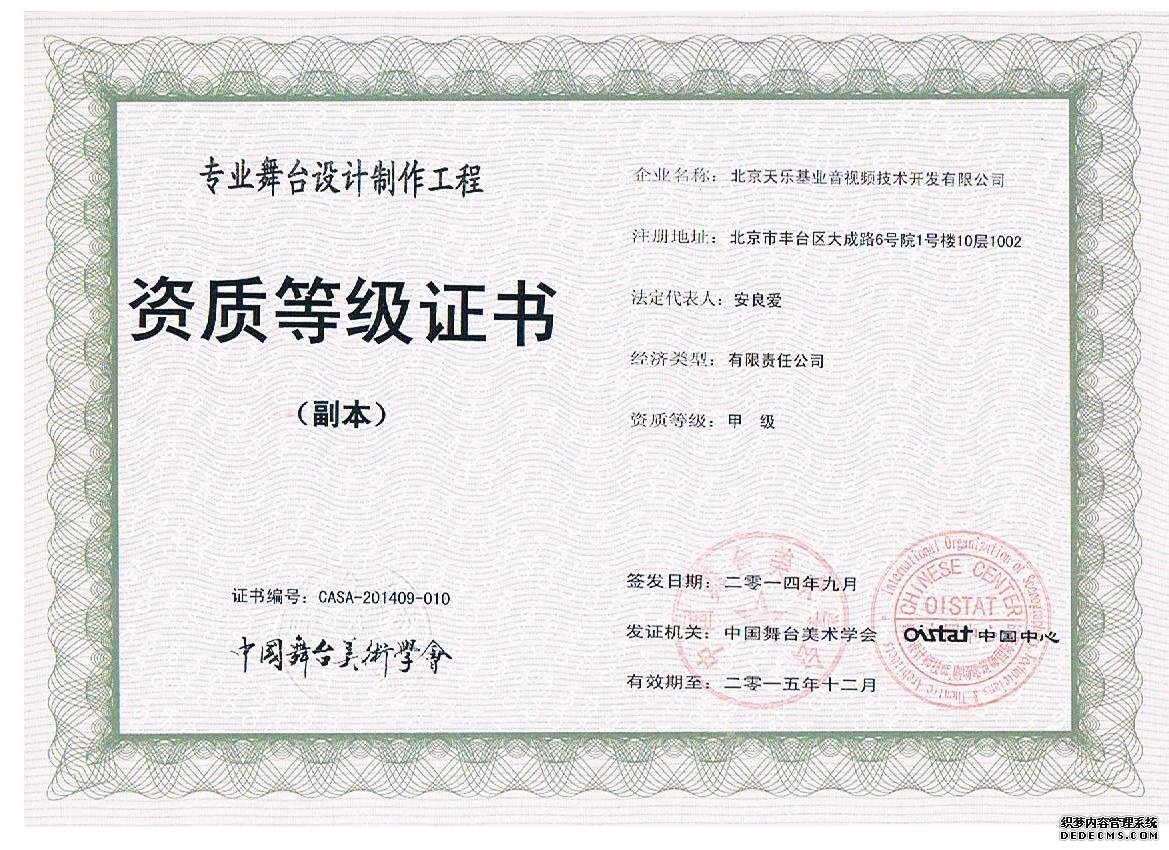 专业舞台设计制作工程
资质等级证书
（副本）
证书编号：CASA-201409-010
中国舞台美術學會
企业名称：北京天乐基业音视频技术开发有限公司
注册地址：北京市丰台区大成路6号院1号楼10层1002
法定代表人：安良爱
经济类型：有限责任公司
资质等级：甲 级
签发日期：二零一四年九月
发证机关：中国舞台美术学会 oistat 中国中心
有效期至：二零一五年十二月
International Organization of
CHINESE CENTER
OISTAT
织梦内容管理系统
DEDECMS.COM